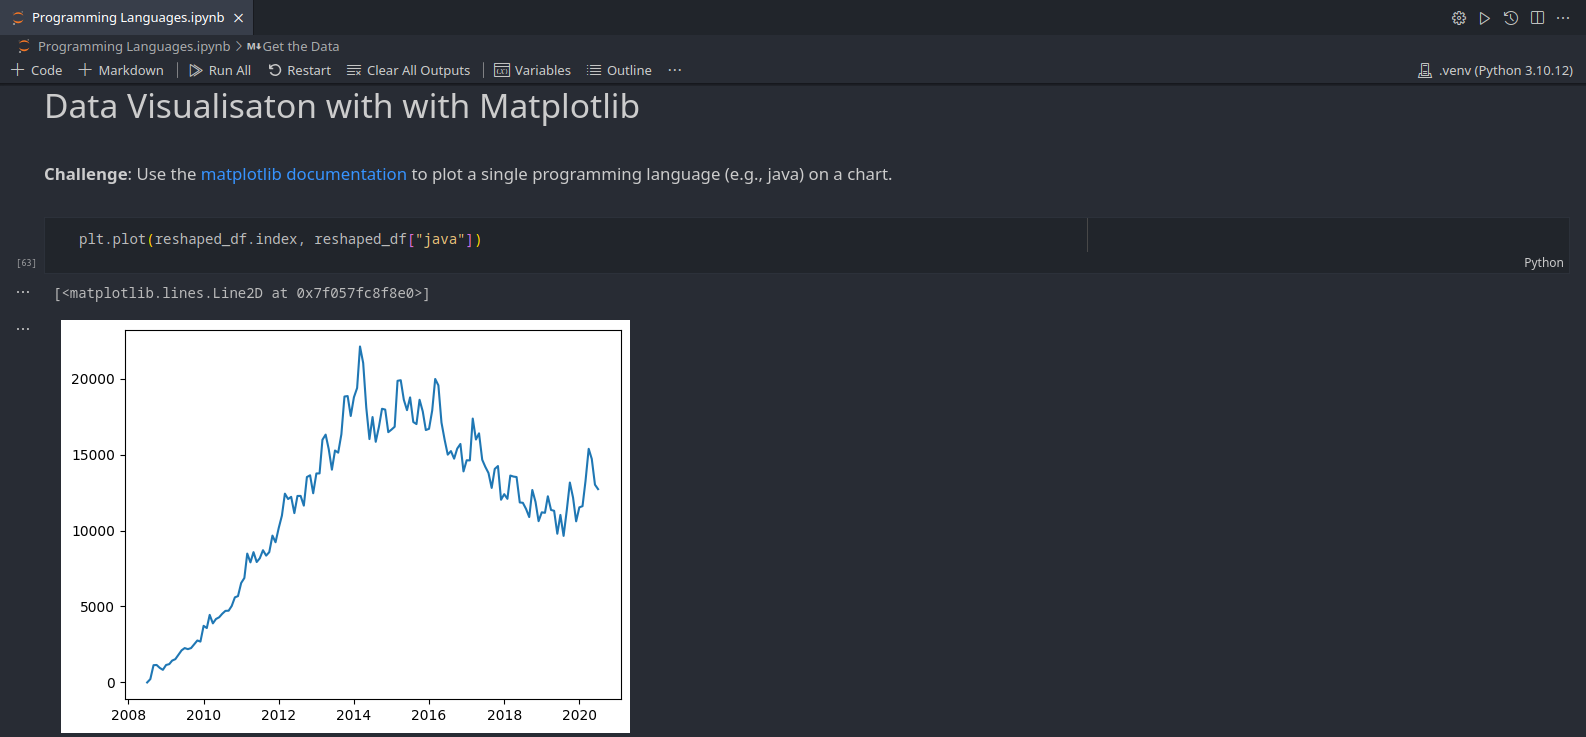 Programming Languages.ipynb
Programming Languages.ipynb > M↓Get the Data
+ Code + Markdown | Run All Restart Clear All Outputs | Variables Outline ··· .venv (Python 3.10.12)
Data Visualisaton with with Matplotlib
Challenge: Use the matplotlib documentation to plot a single programming language (e.g., java) on a chart.
plt.plot(reshaped_df.index, reshaped_df["java"])
[63]
Python
[<matplotlib.lines.Line2D at 0x7f057fc8f8e0>]
20000
15000
10000
5000
0
2008 2010 2012 2014 2016 2018 2020